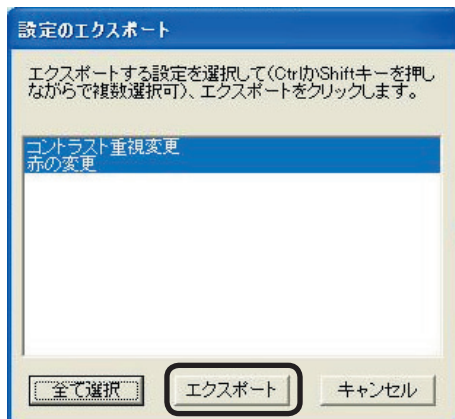 設定のエクスポート
エクスポートする設定を選択して(CtrlかShiftキーを押し
ながらで複数選択可)、エクスポートをクリックします。
コントラスト重視変更
赤の変更
全て選択 エクスポート キャンセル